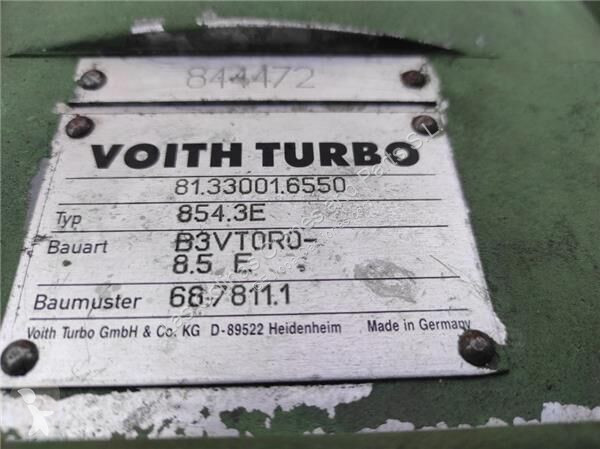 844472
VOITH TURBO
81.33001.6550
Typ 854.3E
Bauart B3VT0R0-
8.5 E
Baumuster 68.7811.1
Voith Turbo GmbH & Co. KG D-89522 Heidenheim Made in Germany